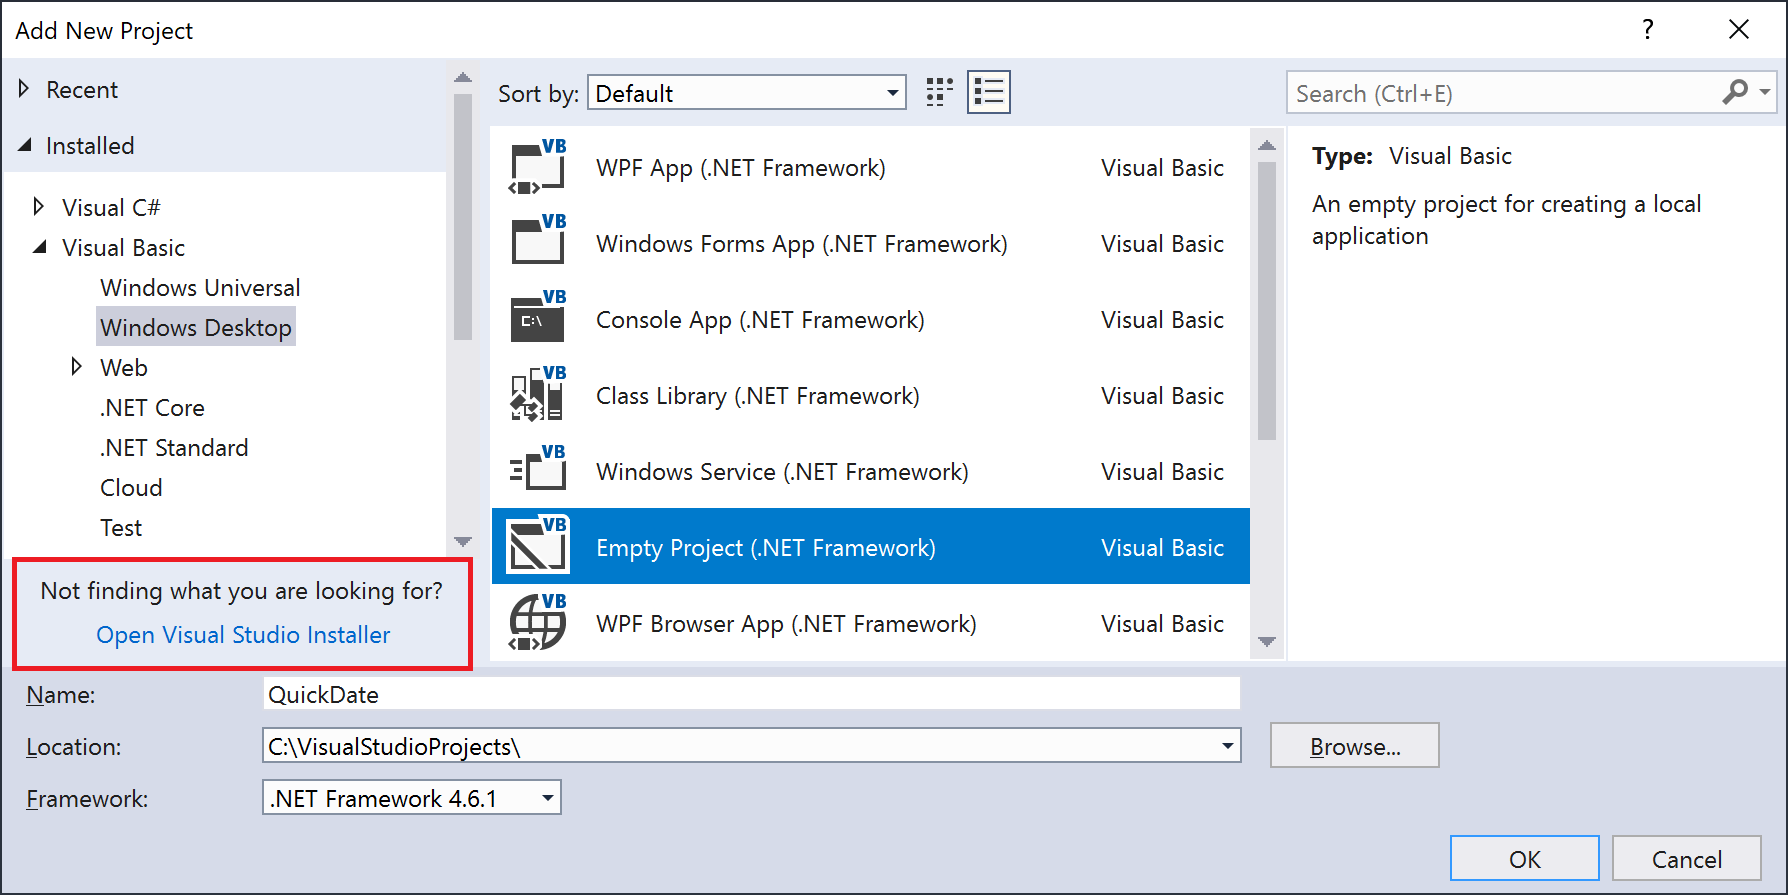 Add New Project
?
Recent
Installed
Visual C#
Visual Basic
Windows Universal
Windows Desktop
Web
.NET Core
.NET Standard
Cloud
Test
Not finding what you are looking for?
Open Visual Studio Installer
Sort by: Default
Search (Ctrl+E)
VB
WPF App (.NET Framework) Visual Basic
VB
Windows Forms App (.NET Framework) Visual Basic
VB
C:\
Console App (.NET Framework) Visual Basic
VB
Class Library (.NET Framework) Visual Basic
VB
Windows Service (.NET Framework) Visual Basic
VB
Empty Project (.NET Framework) Visual Basic
VB
WPF Browser App (.NET Framework) Visual Basic
Type: Visual Basic
An empty project for creating a local
application
Name: QuickDate
Location: C:\VisualStudioProjects\
Browse...
Framework: .NET Framework 4.6.1
OK Cancel